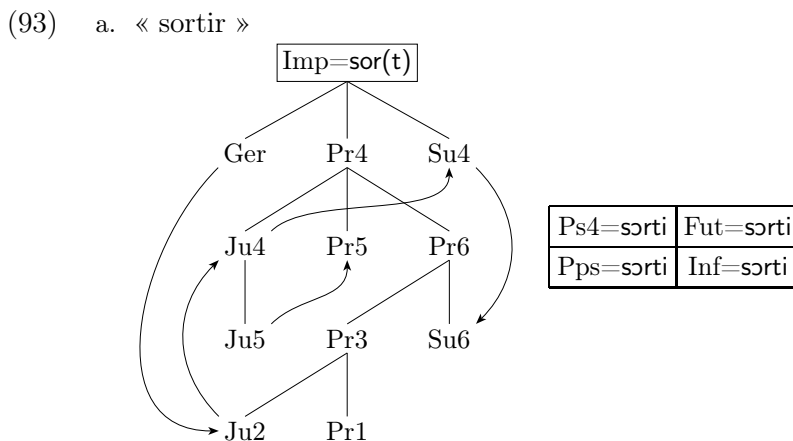 (93) a. « sortir »
Imp=sor(t)
Ger Pr4 Su4
Ps4=sɔrti Fut=sɔrti
Ju4 Pr5 Pr6
Pps=sɔrti Inf=sɔrti
Ju5 Pr3 Su6
Ju2 Pr1